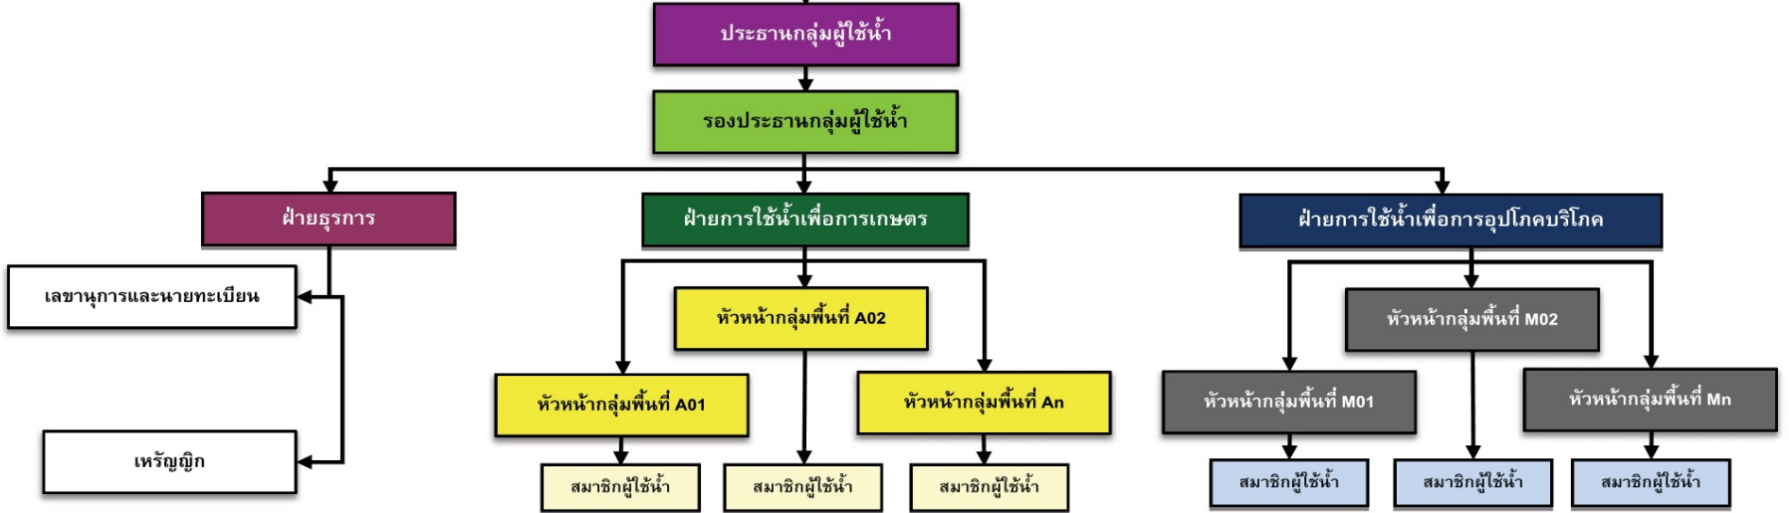 ประธานกลุ่มผู้ใช้น้ำ
รองประธานกลุ่มผู้ใช้น้ำ
ฝ่ายธุรการ
ฝ่ายการใช้น้ำเพื่อการเกษตร
ฝ่ายการใช้น้ำเพื่อการอุปโภคบริโภค
เลขานุการและนายทะเบียน
หัวหน้ากลุ่มพื้นที่ A02
หัวหน้ากลุ่มพื้นที่ M02
หัวหน้ากลุ่มพื้นที่ A01
หัวหน้ากลุ่มพื้นที่ An
หัวหน้ากลุ่มพื้นที่ M01
หัวหน้ากลุ่มพื้นที่ Mn
เหรัญญิก
สมาชิกผู้ใช้น้ำ
สมาชิกผู้ใช้น้ำ
สมาชิกผู้ใช้น้ำ
สมาชิกผู้ใช้น้ำ
สมาชิกผู้ใช้น้ำ
สมาชิกผู้ใช้น้ำ